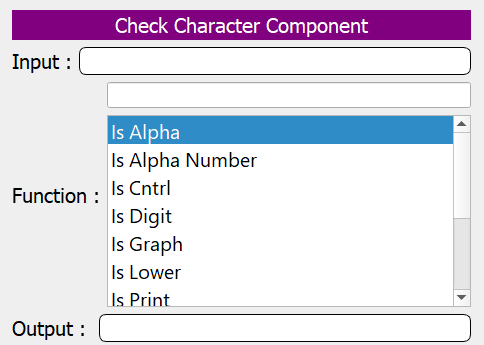 Check Character Component
Input :
Is Alpha
Is Alpha Number
Is Cntrl
Function :
Is Digit
Is Graph
Is Lower
Is Print
Output :